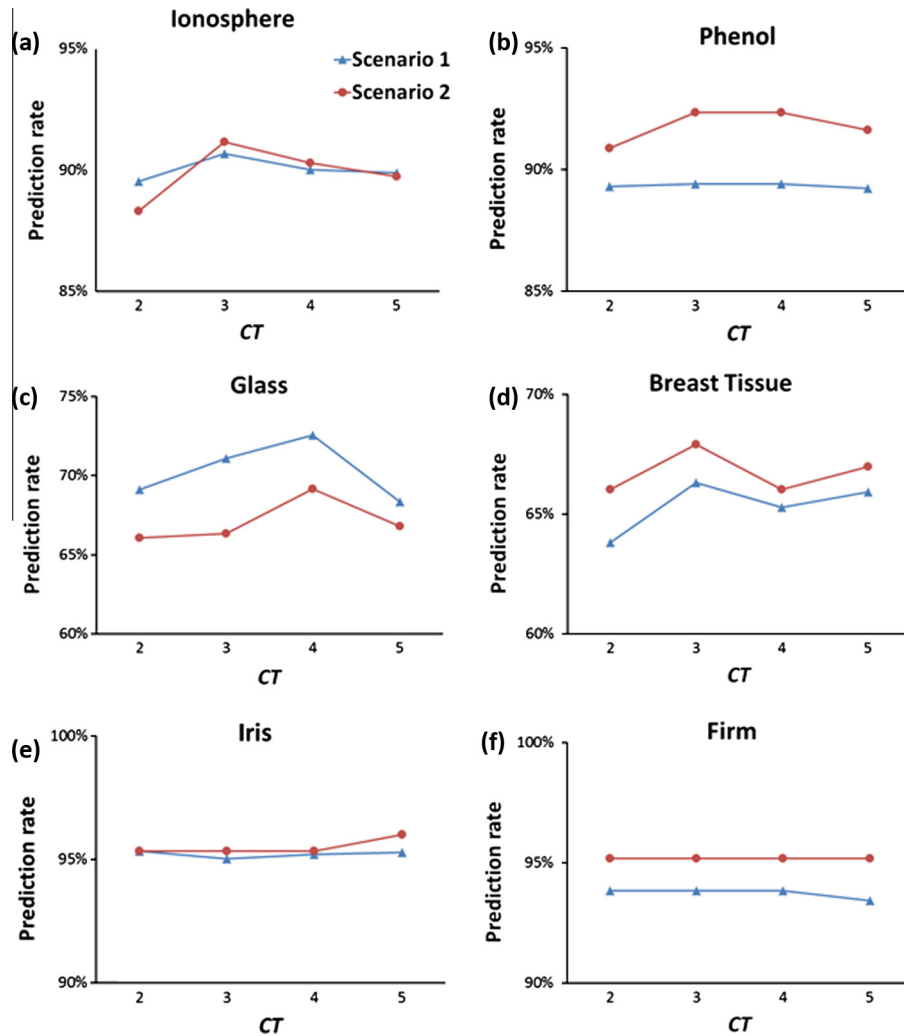 (a)
Ionosphere
95%
90%
85%
Prediction rate
Scenario 1
Scenario 2
2 3 4 5
CT
(b)
Phenol
95%
90%
85%
Prediction rate
2 3 4 5
CT
(c)
Glass
75%
70%
65%
60%
Prediction rate
2 3 4 5
CT
(d)
Breast Tissue
70%
65%
60%
Prediction rate
2 3 4 5
CT
(e)
Iris
100%
95%
90%
Prediction rate
2 3 4 5
CT
(f)
Firm
100%
95%
90%
Prediction rate
2 3 4 5
CT